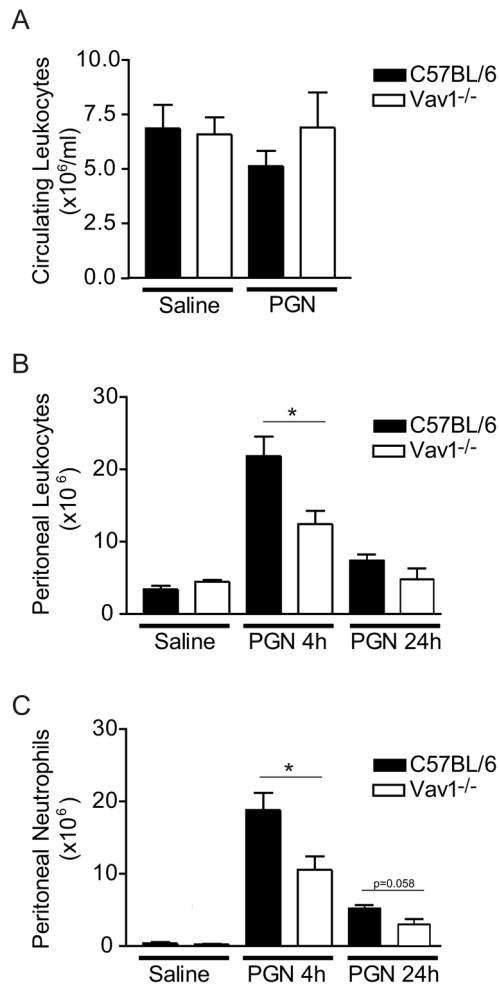 A
Circulating Leukocytes
(x10⁶/ml)
10.0
7.5
5.0
2.5
0.0
C57BL/6
Vav1⁻/⁻
Saline
PGN
B
Peritoneal Leukocytes
(x10⁶)
30
20
10
0
*
C57BL/6
Vav1⁻/⁻
Saline
PGN 4h
PGN 24h
C
Peritoneal Neutrophils
(x10⁶)
30
20
10
0
*
p=0.058
C57BL/6
Vav1⁻/⁻
Saline
PGN 4h
PGN 24h